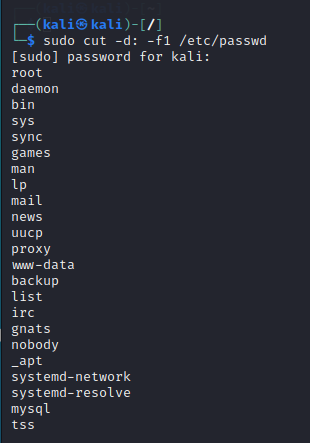 ┌──(kali㉿kali)-[/]
└─$ sudo cut -d: -f1 /etc/passwd
[sudo] password for kali:
root
daemon
bin
sys
sync
games
man
lp
mail
news
uucp
proxy
www-data
backup
list
irc
gnats
nobody
_apt
systemd-network
systemd-resolve
mysql
tss